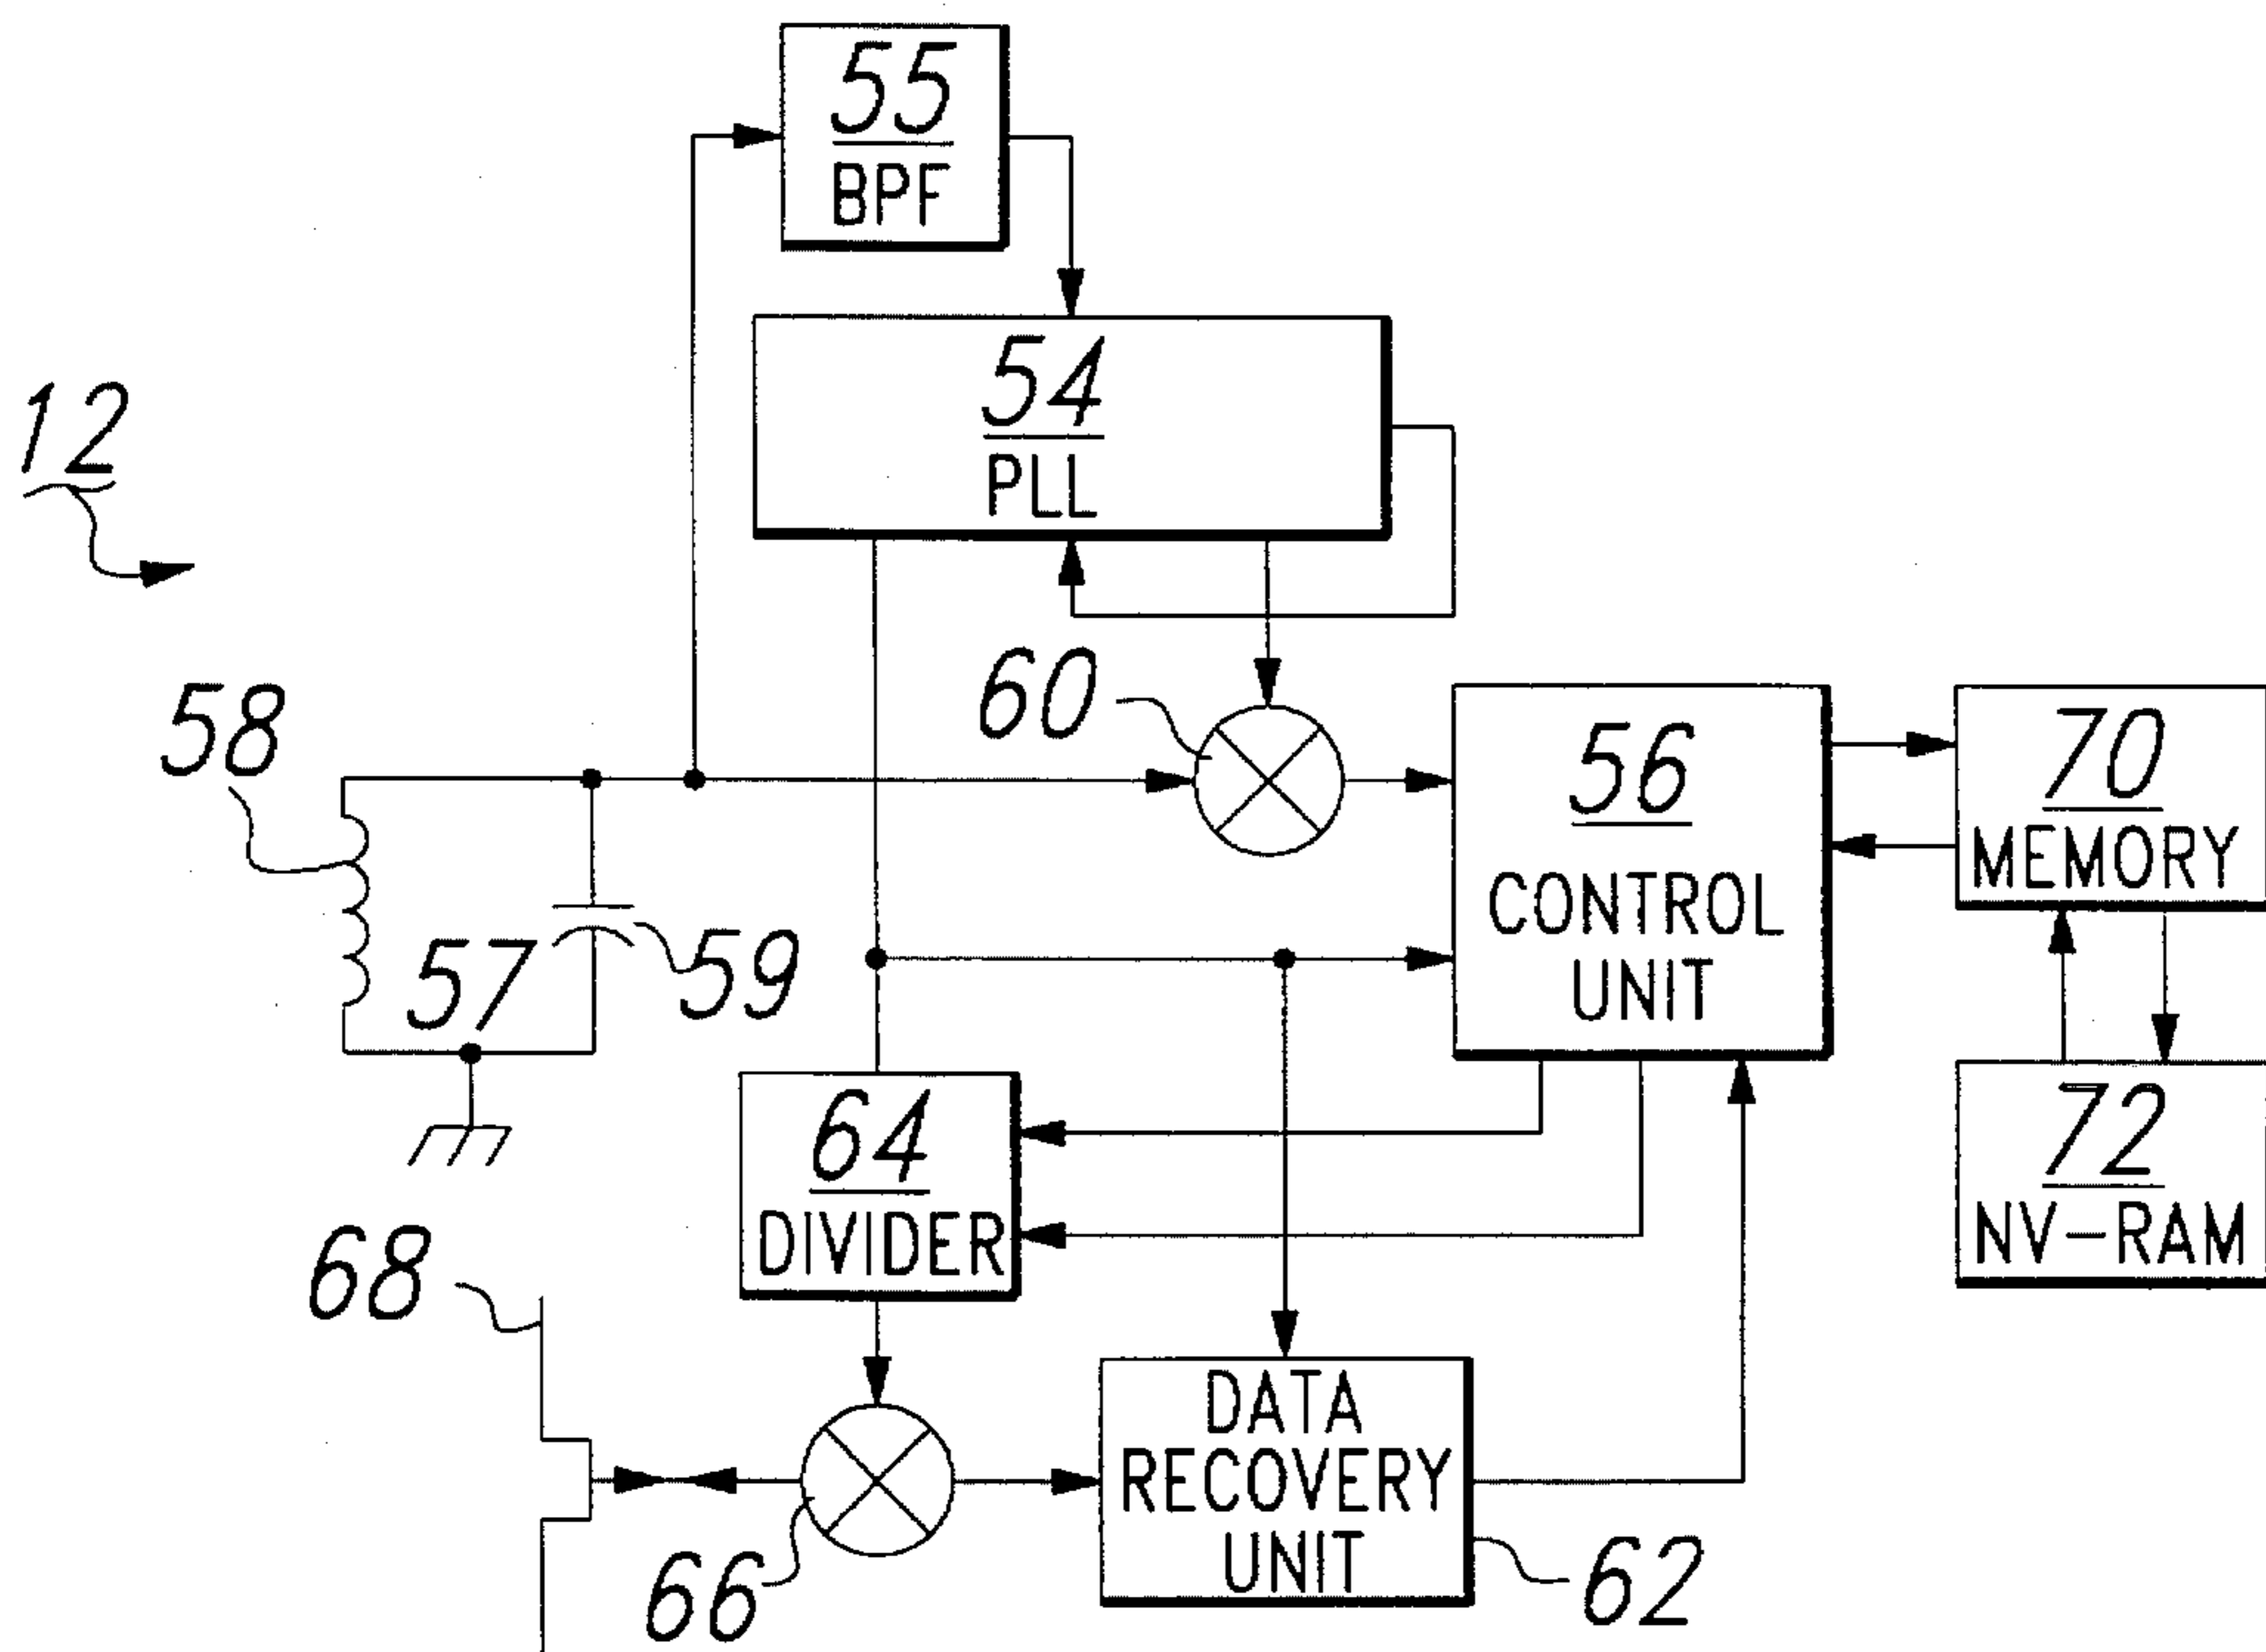 55
BPF
54
PLL
12
60
58
56
CONTROL
UNIT
70
MEMORY
57
59
64
DIVIDER
72
NV-RAM
68
DATA
RECOVERY
UNIT
66
62